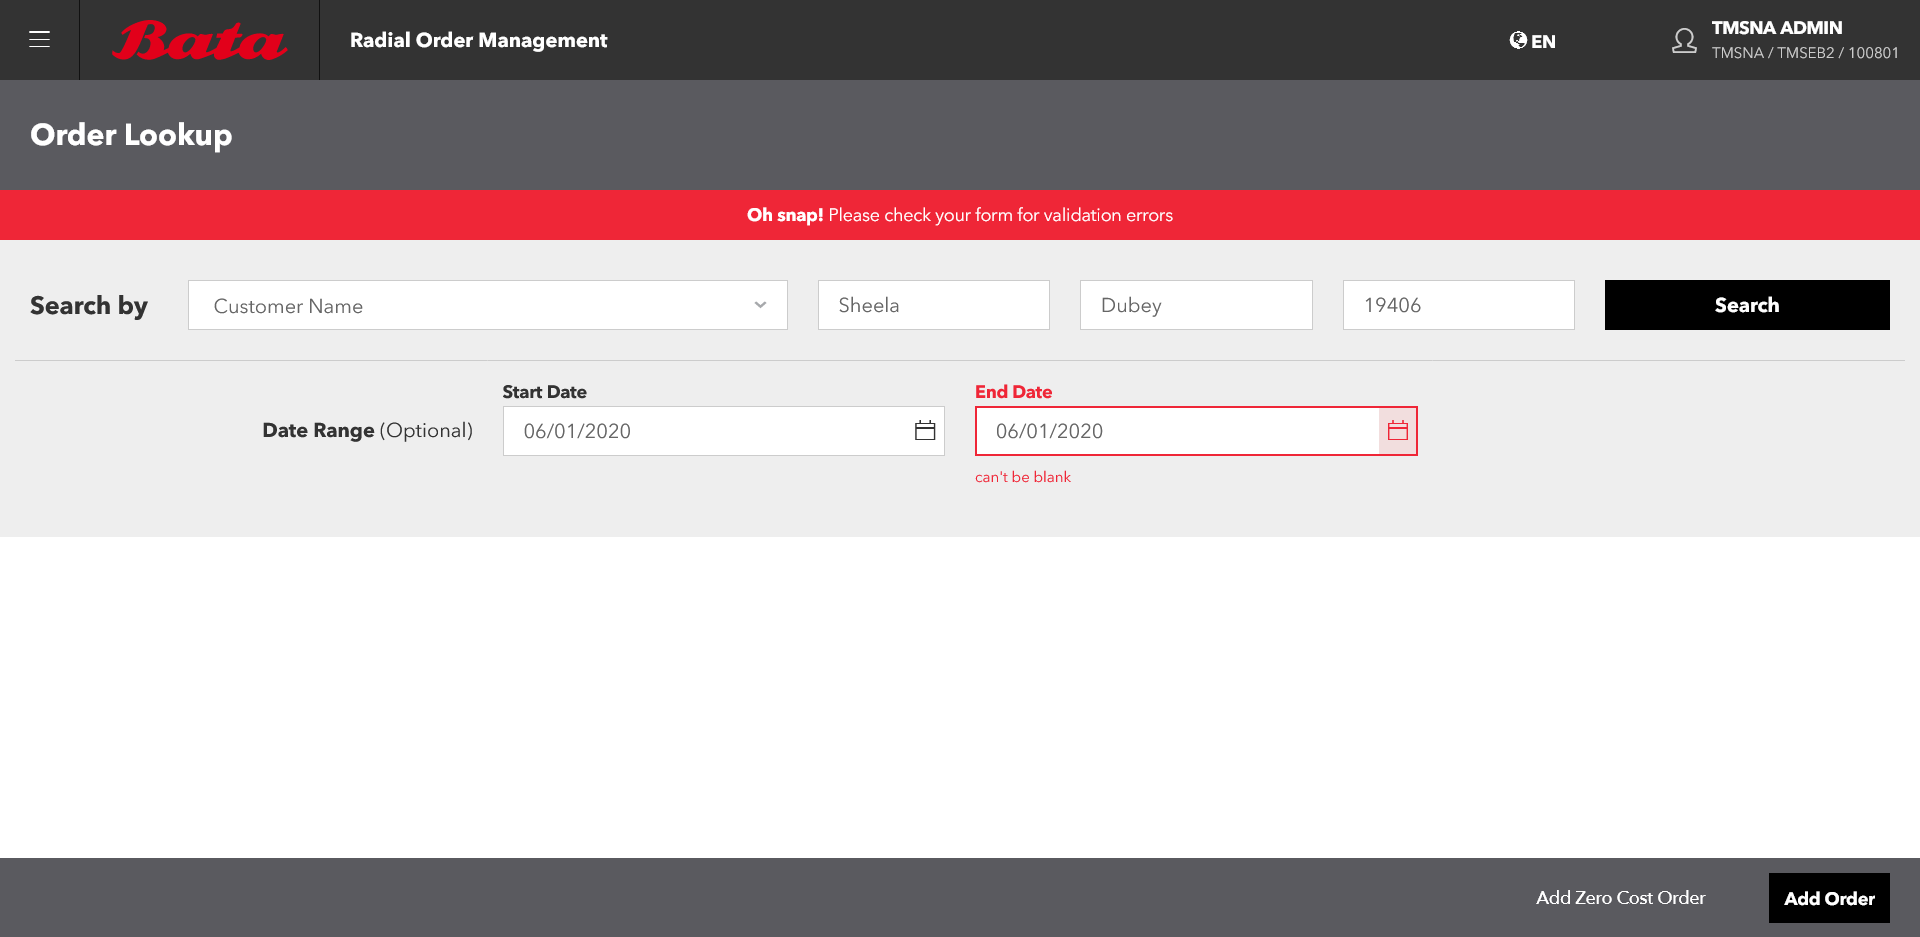 Bata
Radial Order Management
EN
TMSNA ADMIN
TMSNA / TMSEB2 / 100801
Order Lookup
Oh snap! Please check your form for validation errors
Search by
Customer Name
Sheela
Dubey
19406
Search
Start Date
End Date
Date Range (Optional)
06/01/2020
06/01/2020
can't be blank
Add Zero Cost Order
Add Order